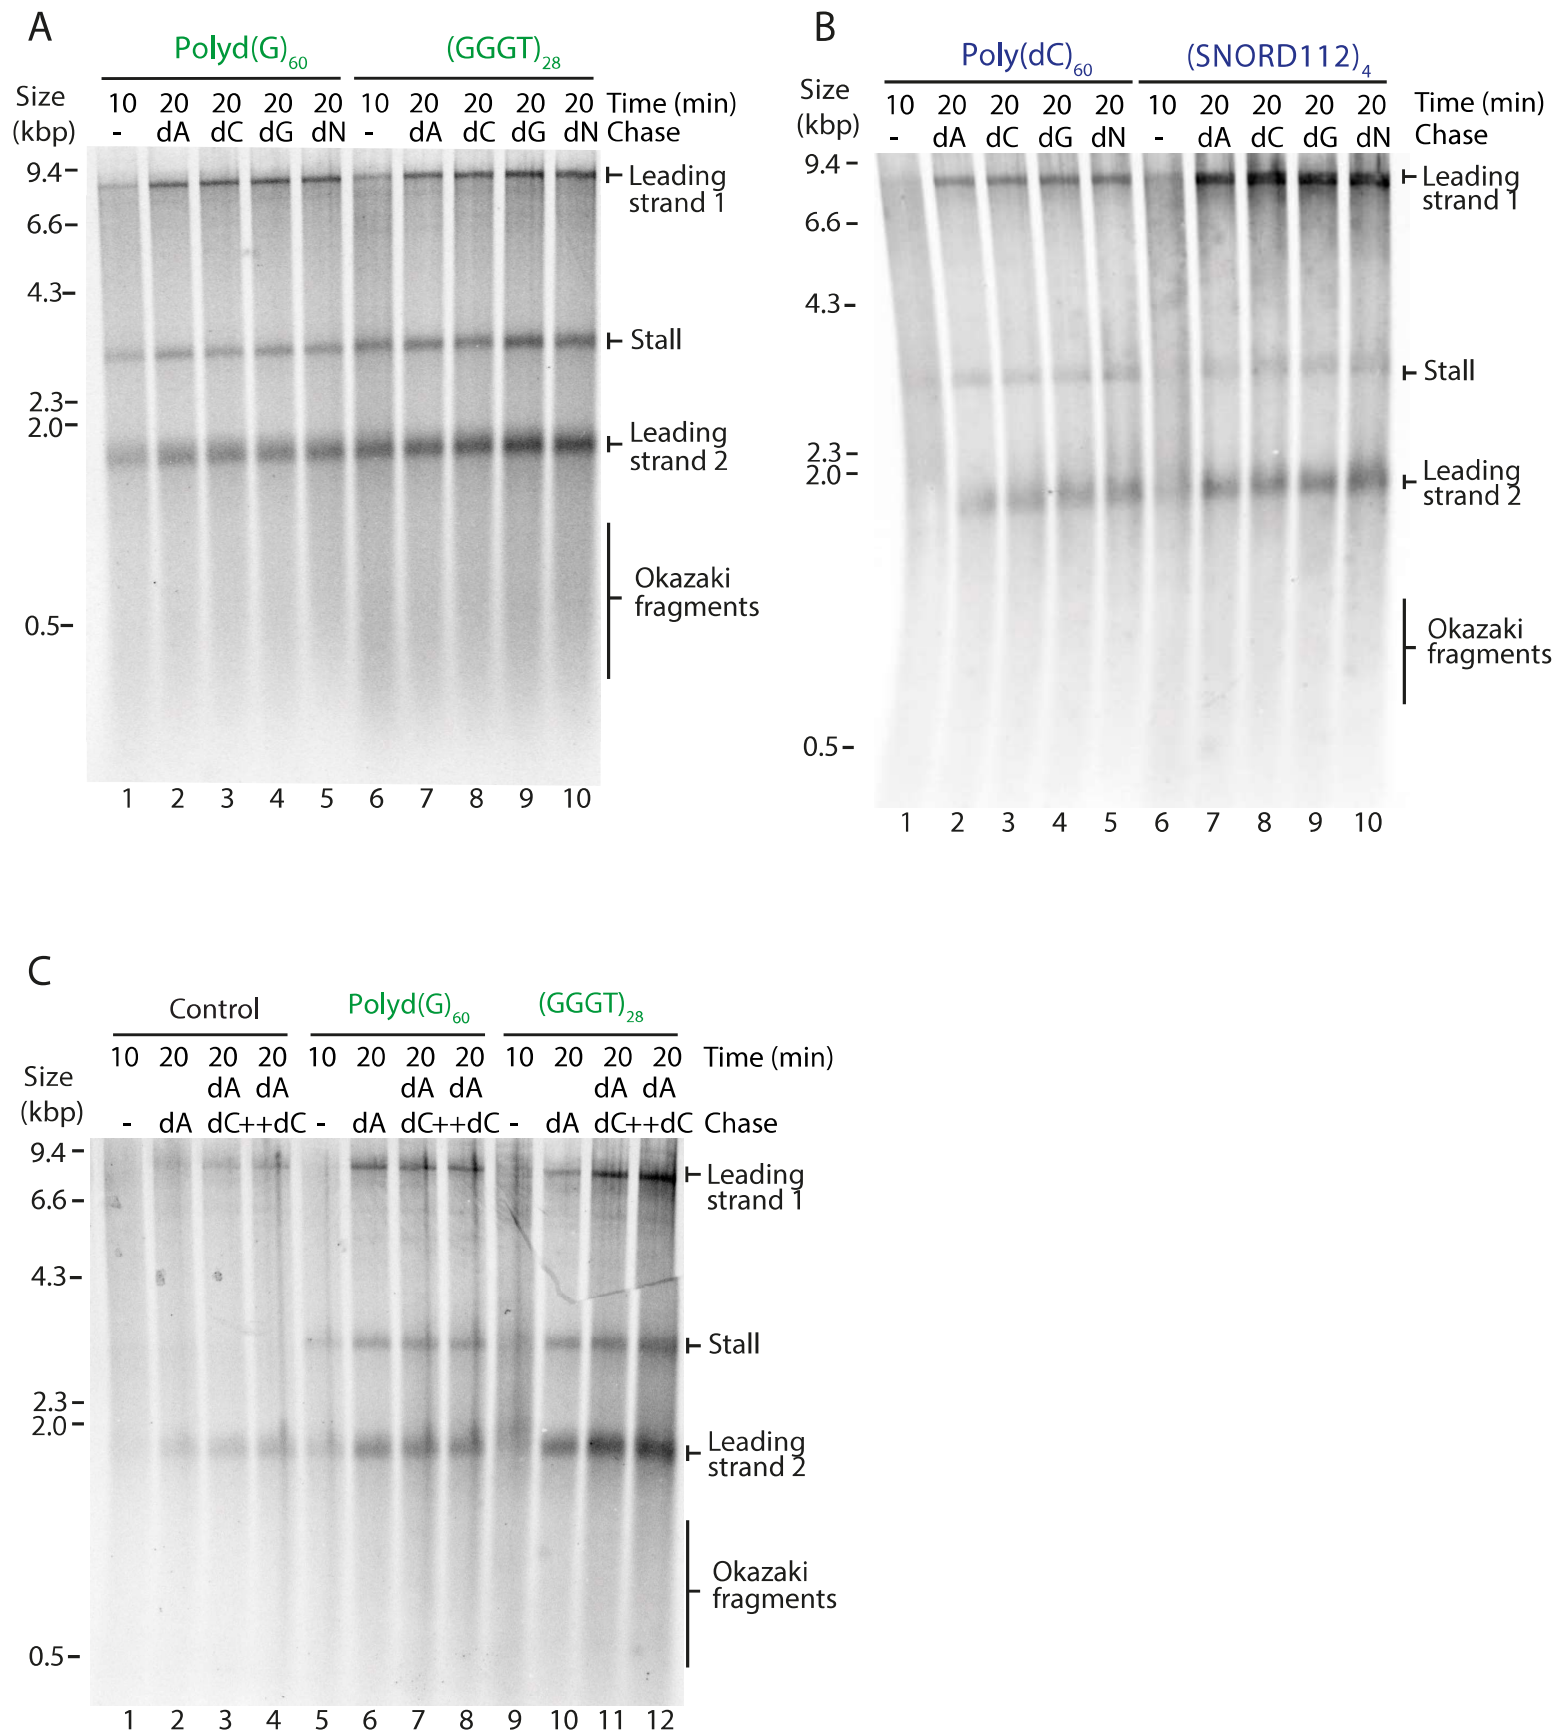 A
Polyd(G)60 (GGGT)28
Size (kbp)
10 20 20 20 20 10 20 20 20 20 Time (min)
- dA dC dG dN - dA dC dG dN Chase
9.4
6.6
4.3
2.3
2.0
0.5
Leading strand 1
Stall
Leading strand 2
Okazaki fragments
1 2 3 4 5 6 7 8 9 10
B
Poly(dC)60 (SNORD112)4
Size (kbp)
10 20 20 20 20 10 20 20 20 20 Time (min)
- dA dC dG dN - dA dC dG dN Chase
9.4
6.6
4.3
2.3
2.0
0.5
Leading strand 1
Stall
Leading strand 2
Okazaki fragments
1 2 3 4 5 6 7 8 9 10
C
Control Polyd(G)60 (GGGT)28
Size (kbp)
10 20 20 20 10 20 20 20 10 20 20 20 Time (min)
dA dA dA dA dA dA
- dA dC++dC - dA dC++dC - dA dC++dC Chase
9.4
6.6
4.3
2.3
2.0
0.5
Leading strand 1
Stall
Leading strand 2
Okazaki fragments
1 2 3 4 5 6 7 8 9 10 11 12